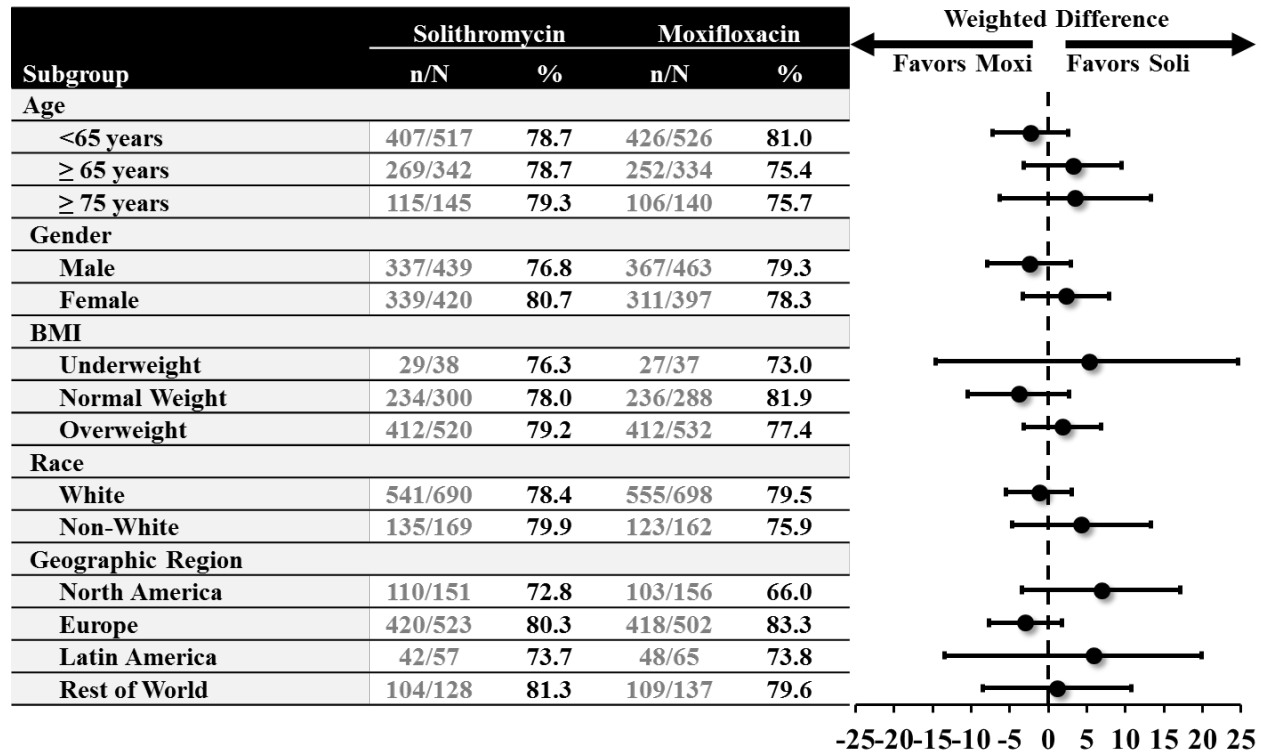 Weighted Difference
Solithromycin Moxifloxacin
Favors Moxi Favors Soli
Subgroup n/N % n/N %
Age
<65 years 407/517 78.7 426/526 81.0
≥ 65 years 269/342 78.7 252/334 75.4
≥ 75 years 115/145 79.3 106/140 75.7
Gender
Male 337/439 76.8 367/463 79.3
Female 339/420 80.7 311/397 78.3
BMI
Underweight 29/38 76.3 27/37 73.0
Normal Weight 234/300 78.0 236/288 81.9
Overweight 412/520 79.2 412/532 77.4
Race
White 541/690 78.4 555/698 79.5
Non-White 135/169 79.9 123/162 75.9
Geographic Region
North America 110/151 72.8 103/156 66.0
Europe 420/523 80.3 418/502 83.3
Latin America 42/57 73.7 48/65 73.8
Rest of World 104/128 81.3 109/137 79.6
-25 -20 -15 -10 -5 0 5 10 15 20 25